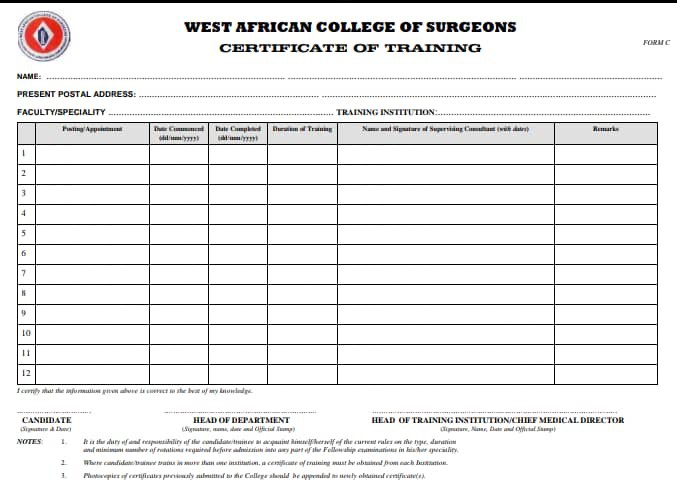 WEST AFRICAN COLLEGE OF SURGEONS
CERTIFICATE OF TRAINING
FORM C
NAME:
PRESENT POSTAL ADDRESS:
FACULTY/SPECIALITY TRAINING INSTITUTION:
Posting/Appointment Date Commenced (dd/mm/yyyy) Date Completed (dd/mm/yyyy) Duration of Training Name and Signature of Supervising Consultant (with dates) Remarks
1
2
3
4
5
6
7
8
9
10
11
12
I certify that the information given above is correct to the best of my knowledge.
CANDIDATE HEAD OF DEPARTMENT HEAD OF TRAINING INSTITUTION/CHIEF MEDICAL DIRECTOR
(Signature & Date) (Signature, name, date and Official Stamp) (Signature, Name, Date and Official Stamp)
NOTES: 1. It is the duty of and responsibility of the candidate/trainee to acquaint himself/herself of the current rules on the type, duration
and minimum number of rotations required before admission into any part of the Fellowship examinations in his/her speciality.
2. Where candidate/trainee trains in more than one institution, a certificate of training must be obtained from each Institution.
3. Photocopies of certificates previously submitted to the College should be appended to newly obtained certificate(s).